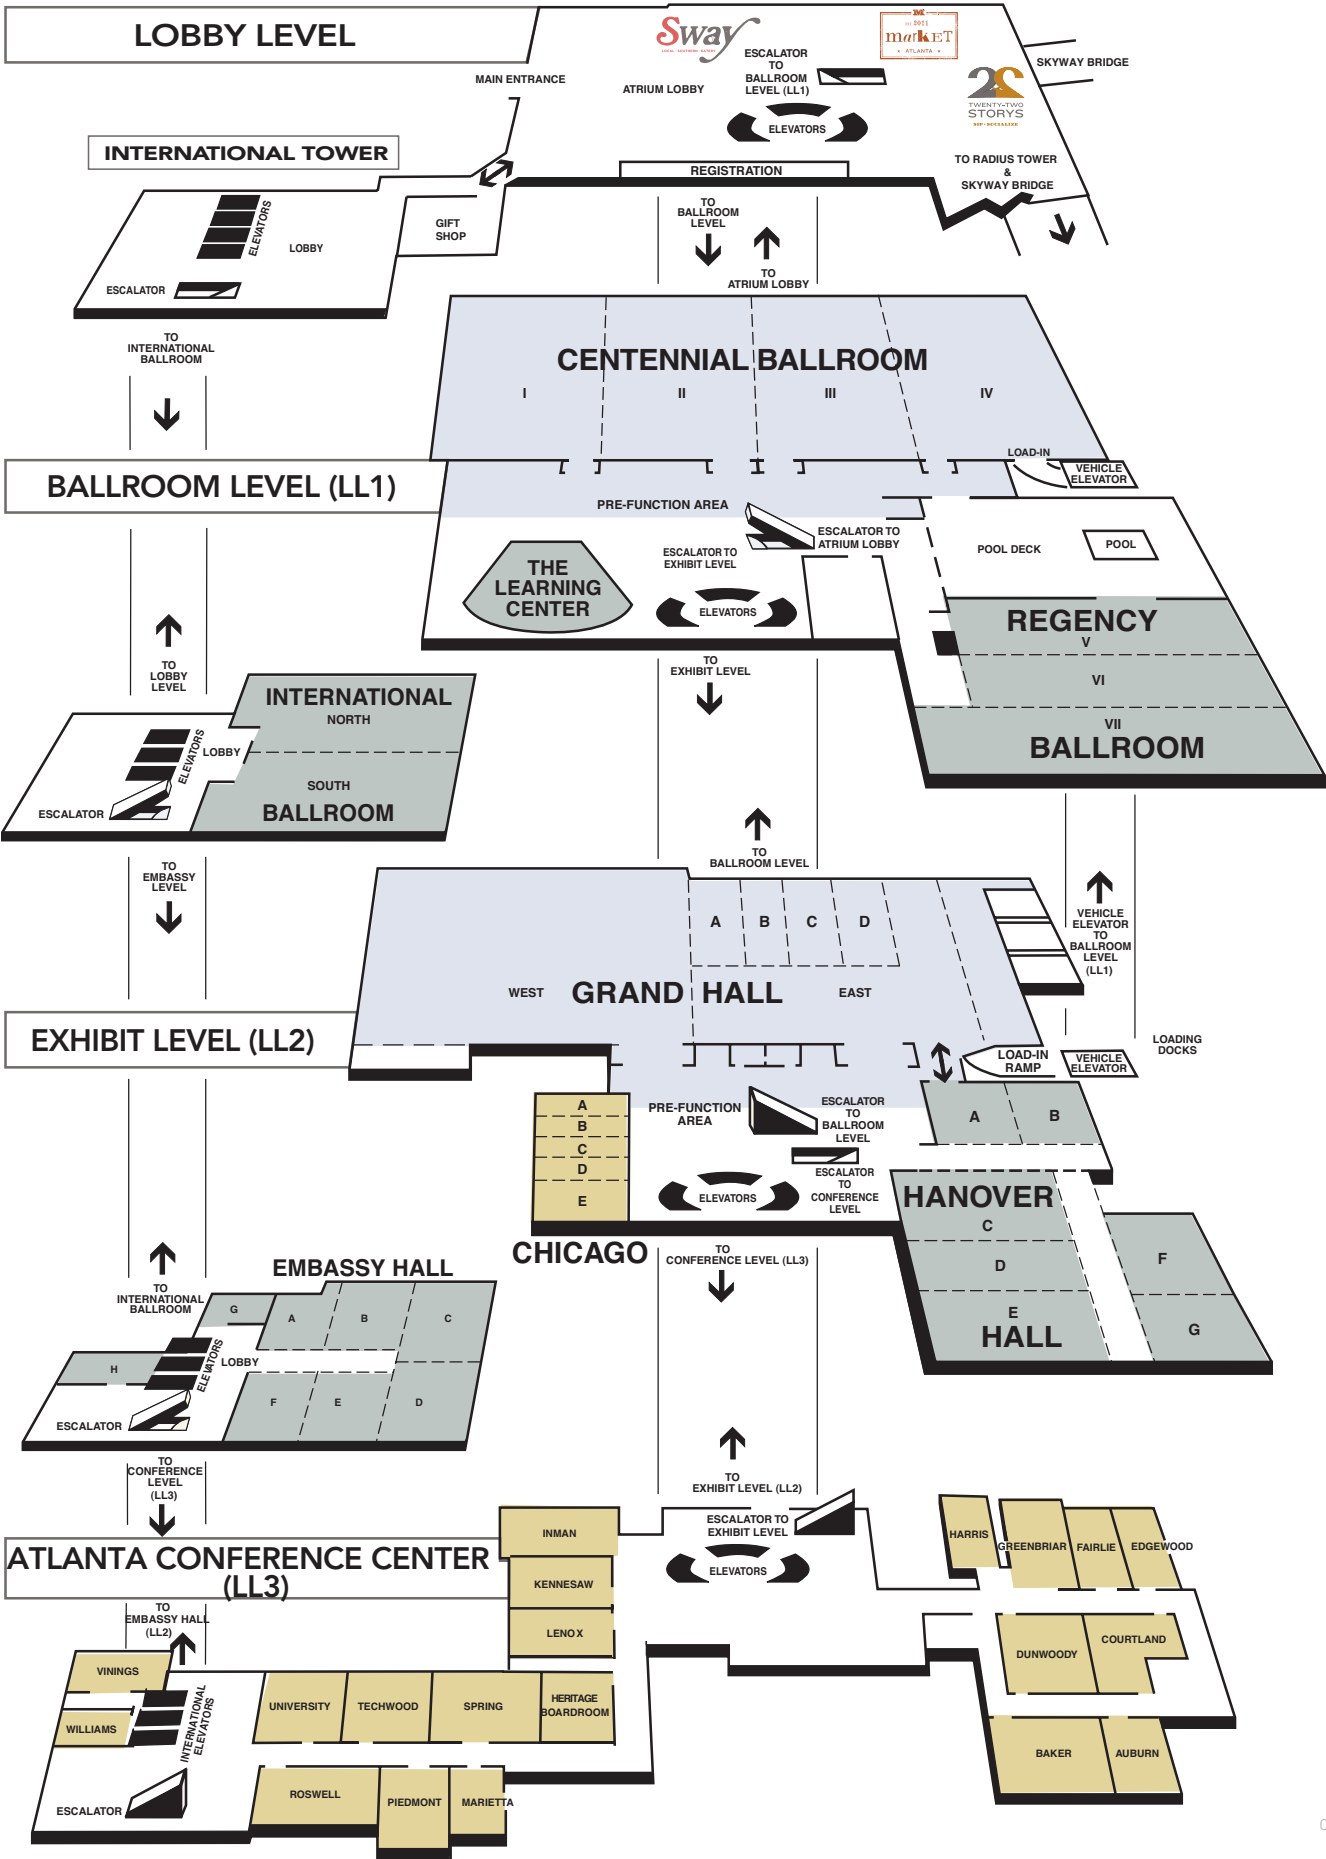 LOBBY LEVEL
Sway
LOCAL · SOUTHERN · EATERY
EST 2011
marKET
• ATLANTA •
ESCALATOR
TO
BALLROOM
LEVEL (LL1)
ATRIUM LOBBY
MAIN ENTRANCE
SKYWAY BRIDGE
22
TWENTY-TWO
STORYS
SIP · SOCIALIZE
ELEVATORS
INTERNATIONAL TOWER
REGISTRATION
TO RADIUS TOWER
&
SKYWAY BRIDGE
ELEVATORS
LOBBY
GIFT
SHOP
ESCALATOR
TO
BALLROOM
LEVEL
TO
ATRIUM LOBBY
TO
INTERNATIONAL
BALLROOM
CENTENNIAL BALLROOM
I
II
III
IV
BALLROOM LEVEL (LL1)
LOAD-IN
VEHICLE
ELEVATOR
PRE-FUNCTION AREA
ESCALATOR TO
ATRIUM LOBBY
ESCALATOR TO
EXHIBIT LEVEL
POOL DECK
POOL
THE
LEARNING
CENTER
ELEVATORS
REGENCY
V
VI
VII
BALLROOM
TO
LOBBY
LEVEL
TO
EXHIBIT LEVEL
INTERNATIONAL
NORTH
ELEVATORS
LOBBY
SOUTH
BALLROOM
ESCALATOR
TO
BALLROOM LEVEL
TO
EMBASSY
LEVEL
A
B
C
D
WEST
GRAND HALL
EAST
VEHICLE
ELEVATOR
TO
BALLROOM
LEVEL
(LL1)
EXHIBIT LEVEL (LL2)
LOADING
DOCKS
LOAD-IN
RAMP
VEHICLE
ELEVATOR
A
B
C
D
E
CHICAGO
PRE-FUNCTION
AREA
ESCALATOR
TO
BALLROOM
LEVEL
ESCALATOR
TO
CONFERENCE
LEVEL
ELEVATORS
A
B
HANOVER
C
D
E
HALL
F
G
TO
CONFERENCE LEVEL (LL3)
TO
INTERNATIONAL
BALLROOM
EMBASSY HALL
G
A
B
C
H
ELEVATORS
LOBBY
F
E
D
ESCALATOR
TO
CONFERENCE
LEVEL
(LL3)
TO
EXHIBIT LEVEL (LL2)
ATLANTA CONFERENCE CENTER
(LL3)
ESCALATOR TO
EXHIBIT LEVEL
ELEVATORS
INMAN
KENNESAW
LENOX
HARRIS
GREENBRIAR
FAIRLIE
EDGEWOOD
DUNWOODY
COURTLAND
BAKER
AUBURN
TO
EMBASSY HALL
(LL2)
VININGS
WILLIAMS
INTERNATIONAL
ELEVATORS
UNIVERSITY
TECHWOOD
SPRING
HERITAGE
BOARDROOM
ESCALATOR
ROSWELL
PIEDMONT
MARIETTA